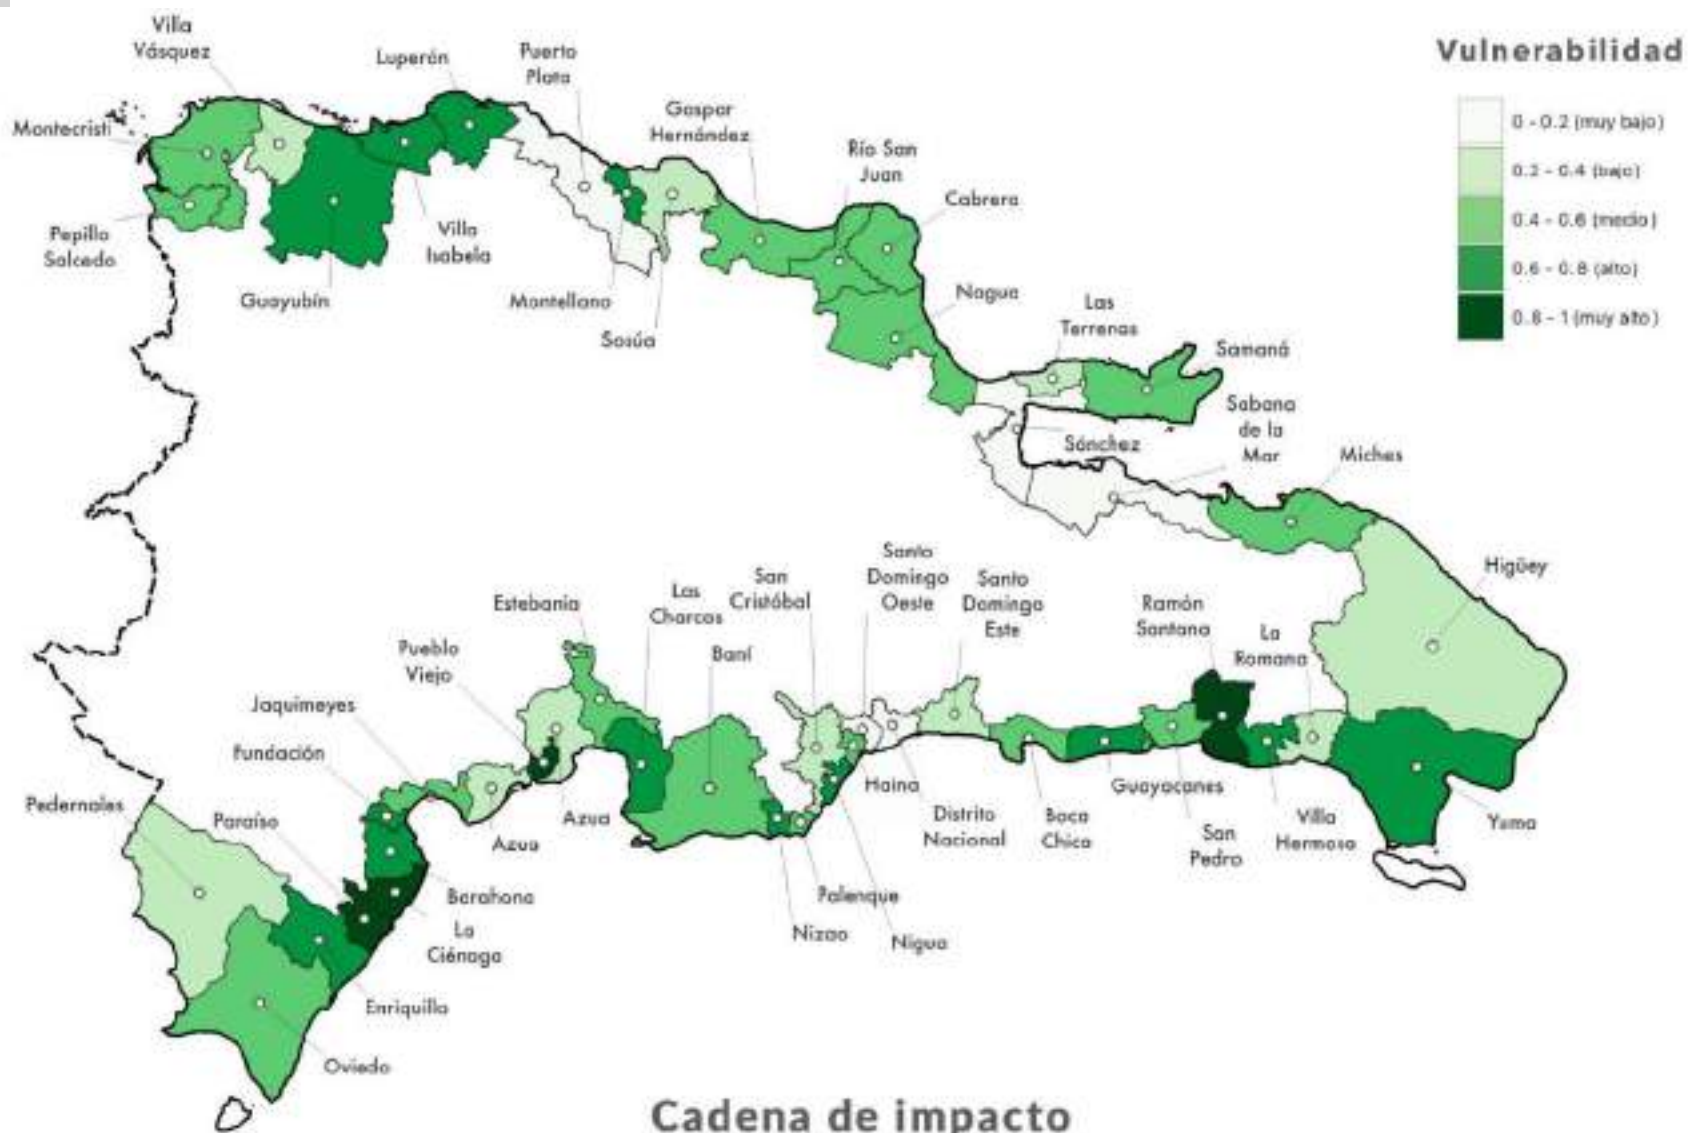 Villa
Vásquez
Luperón
Puerto
Plata
Montecristi
Gaspar
Hernández
Río San
Juan
Cabrera
Pepillo
Salcedo
Villa
Isabela
Guayubín
Montellano
Sosúa
Nagua
Las
Terrenas
Samaná
Sabana
de la
Mar
Sánchez
Miches
Higüey
Vulnerabilidad
0 - 0.2 (muy bajo)
0.2 - 0.4 (bajo)
0.4 - 0.6 (medio)
0.6 - 0.8 (alto)
0.8 - 1 (muy alto)
Estebanía
Las
Charcas
San
Cristóbal
Santo
Domingo
Oeste
Santo
Domingo
Este
Ramón
Santana
La
Romana
Pueblo
Viejo
Baní
Jaquimeyes
Fundación
Pedernales
Paraíso
Azua
Azua
Haina
Distrito
Nacional
Boca
Chica
Guayacanes
San
Pedro
Villa
Hermosa
Yuma
Barahona
La
Ciénaga
Palenque
Nizao
Nigua
Enriquillo
Oviedo
Cadena de impacto